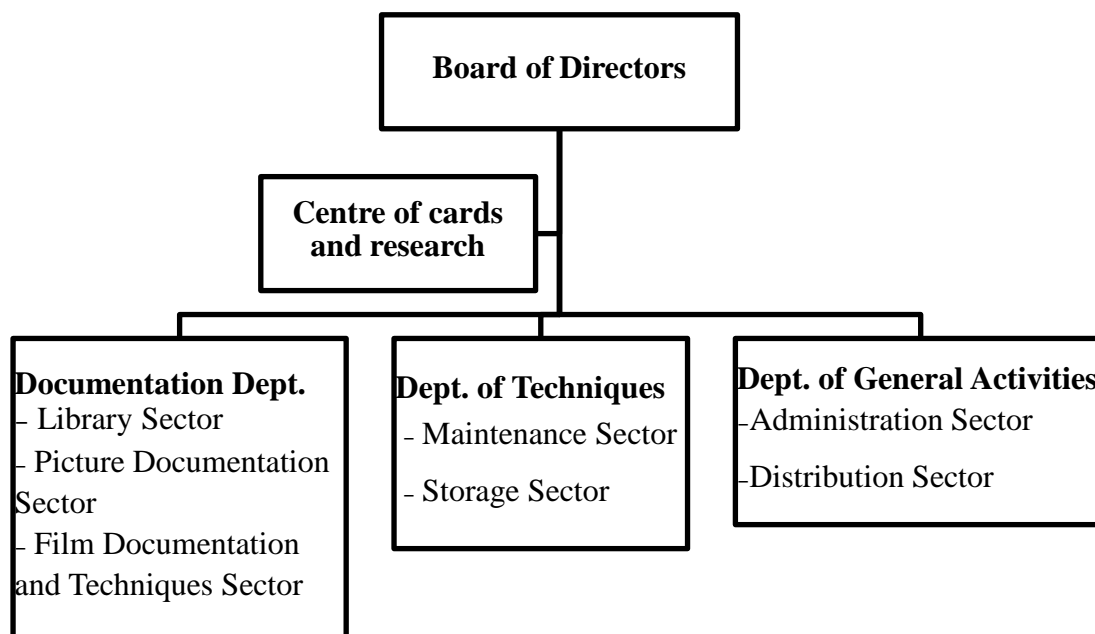 Board of Directors
Centre of cards
and research
Documentation Dept.
– Library Sector
– Picture Documentation
Sector
– Film Documentation
and Techniques Sector
Dept. of Techniques
– Maintenance Sector
– Storage Sector
Dept. of General Activities
–Administration Sector
–Distribution Sector